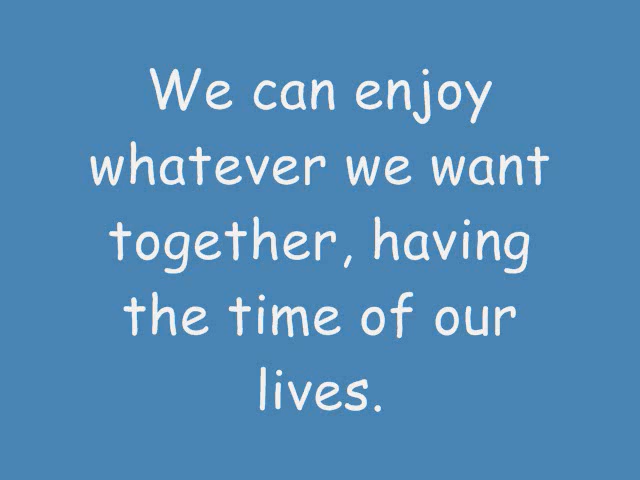 We can enjoy
whatever we want
together, having
the time of our
lives.